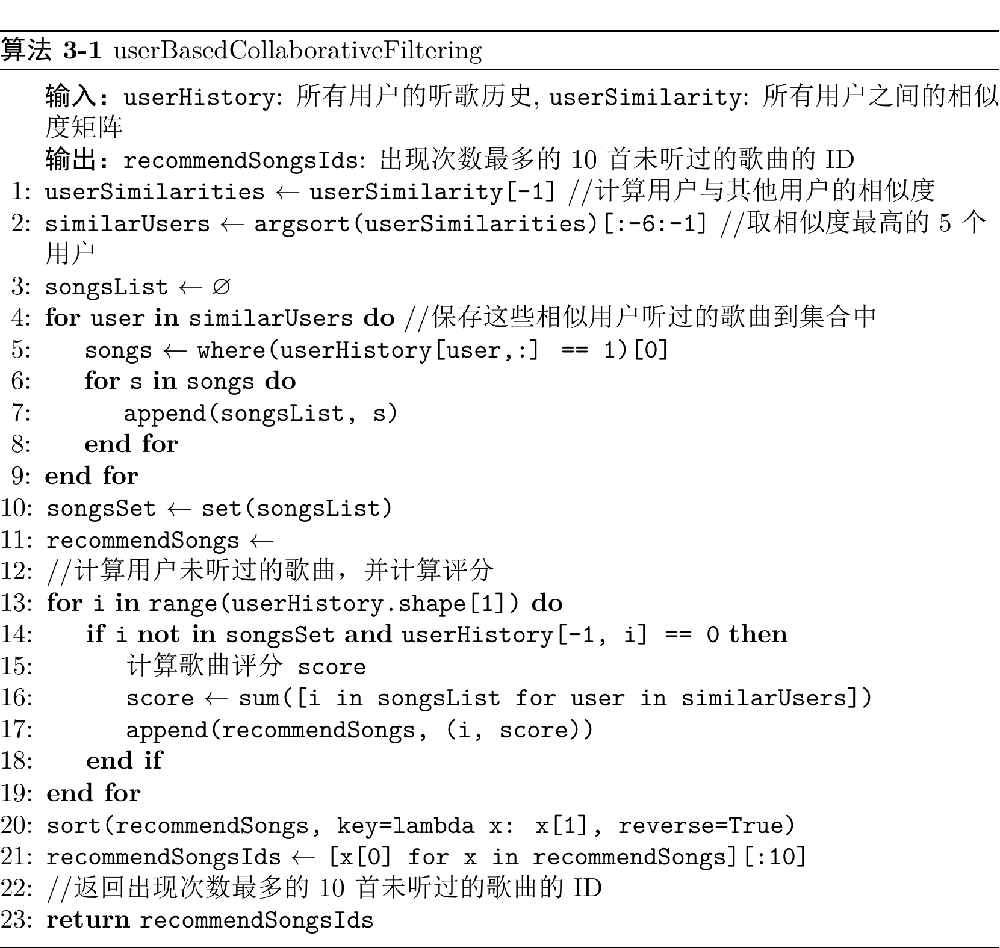 算法 3-1 userBasedCollaborativeFiltering
输入: userHistory: 所有用户的听歌历史, userSimilarity: 所有用户之间的相似
度矩阵
输出: recommendSongsIds: 出现次数最多的 10 首未听过的歌曲的 ID
1: userSimilarities ← userSimilarity[-1] //计算用户与其他用户的相似度
2: similarUsers ← argsort(userSimilarities)[:-6:-1] //取相似度最高的 5 个
用户
3: songsList ← ∅
4: for user in similarUsers do //保存这些相似用户听过的歌曲到集合中
5: songs ← where(userHistory[user,:] == 1)[0]
6: for s in songs do
7: append(songsList, s)
8: end for
9: end for
10: songsSet ← set(songsList)
11: recommendSongs ←
12: //计算用户未听过的歌曲，并计算评分
13: for i in range(userHistory.shape[1]) do
14: if i not in songsSet and userHistory[-1, i] == 0 then
15: 计算歌曲评分 score
16: score ← sum([i in songsList for user in similarUsers])
17: append(recommendSongs, (i, score))
18: end if
19: end for
20: sort(recommendSongs, key=lambda x: x[1], reverse=True)
21: recommendSongsIds ← [x[0] for x in recommendSongs][:10]
22: //返回出现次数最多的 10 首未听过的歌曲的 ID
23: return recommendSongsIds